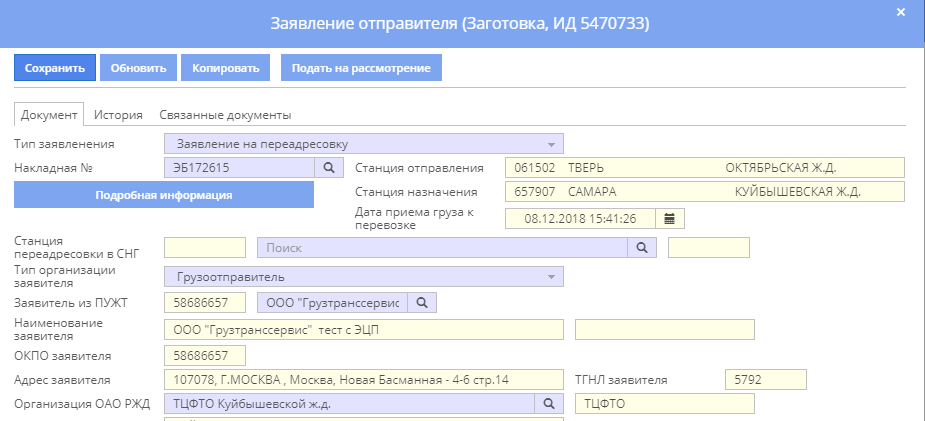 Заявление отправителя (Заготовка, ИД 5470733) ×
Сохранить Обновить Копировать Подать на рассмотрение
Документ История Связанные документы
Тип заявленения Заявление на переадресовку
Накладная № ЭБ172615 Станция отправления 061502 ТВЕРЬ ОКТЯБРЬСКАЯ Ж.Д.
Подробная информация Станция назначения 657907 САМАРА КУЙБЫШЕВСКАЯ Ж.Д.
Дата приема груза к
перевозке 08.12.2018 15:41:26
Станция
переадресовки в СНГ Поиск
Тип организации
заявителя Грузоотправитель
Заявитель из ПУЖТ 58686657 ООО "Грузтранссервис
Наименование
заявителя ООО "Грузтранссервис" тест с ЭЦП
ОКПО заявителя 58686657
Адрес заявителя 107078, Г.МОСКВА , Москва, Новая Басманная - 4-6 стр.14 ТГНЛ заявителя 5792
Организация ОАО РЖД ТЦФТО Куйбышевской ж.д. ТЦФТО